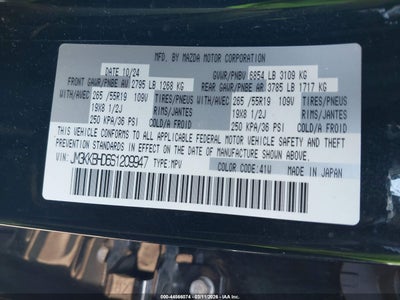 MFD. BY MAZDA MOTOR CORPORATION
DATE 10/24 GVWR/PNBV 6854 LB 3109 KG
FRONT GAWR/PNBE AV 2795 LB 1268 KG REAR GAWR/PNBE AR 3785 LB 1717 KG
WITH/AVEC 265 /55R19 109V TIRES/PNEUS WITH/AVEC 265 /55R19 109V TIRES/PNEUS
19X8 1/2J RIMS/JANTES 19X8 1/2J RIMS/JANTES
250 KPA/36 PSI COLD/A FROID 250 KPA/36 PSI COLD/A FROID
THIS VEHICLE CONFORMS TO ALL APPLICABLE FEDERAL MOTOR VEHICLE SAFETY AND THEFT
PREVENTION STANDARDS IN EFFECT ON THE DATE OF MANUFACTURE SHOWN ABOVE.
VIN: JM3KKBHD6S1209947 TYPE: MPV
COLOR CODE: 41W MADE IN JAPAN
000 - 44566074 - 03/11/2026 - IAAI.COM